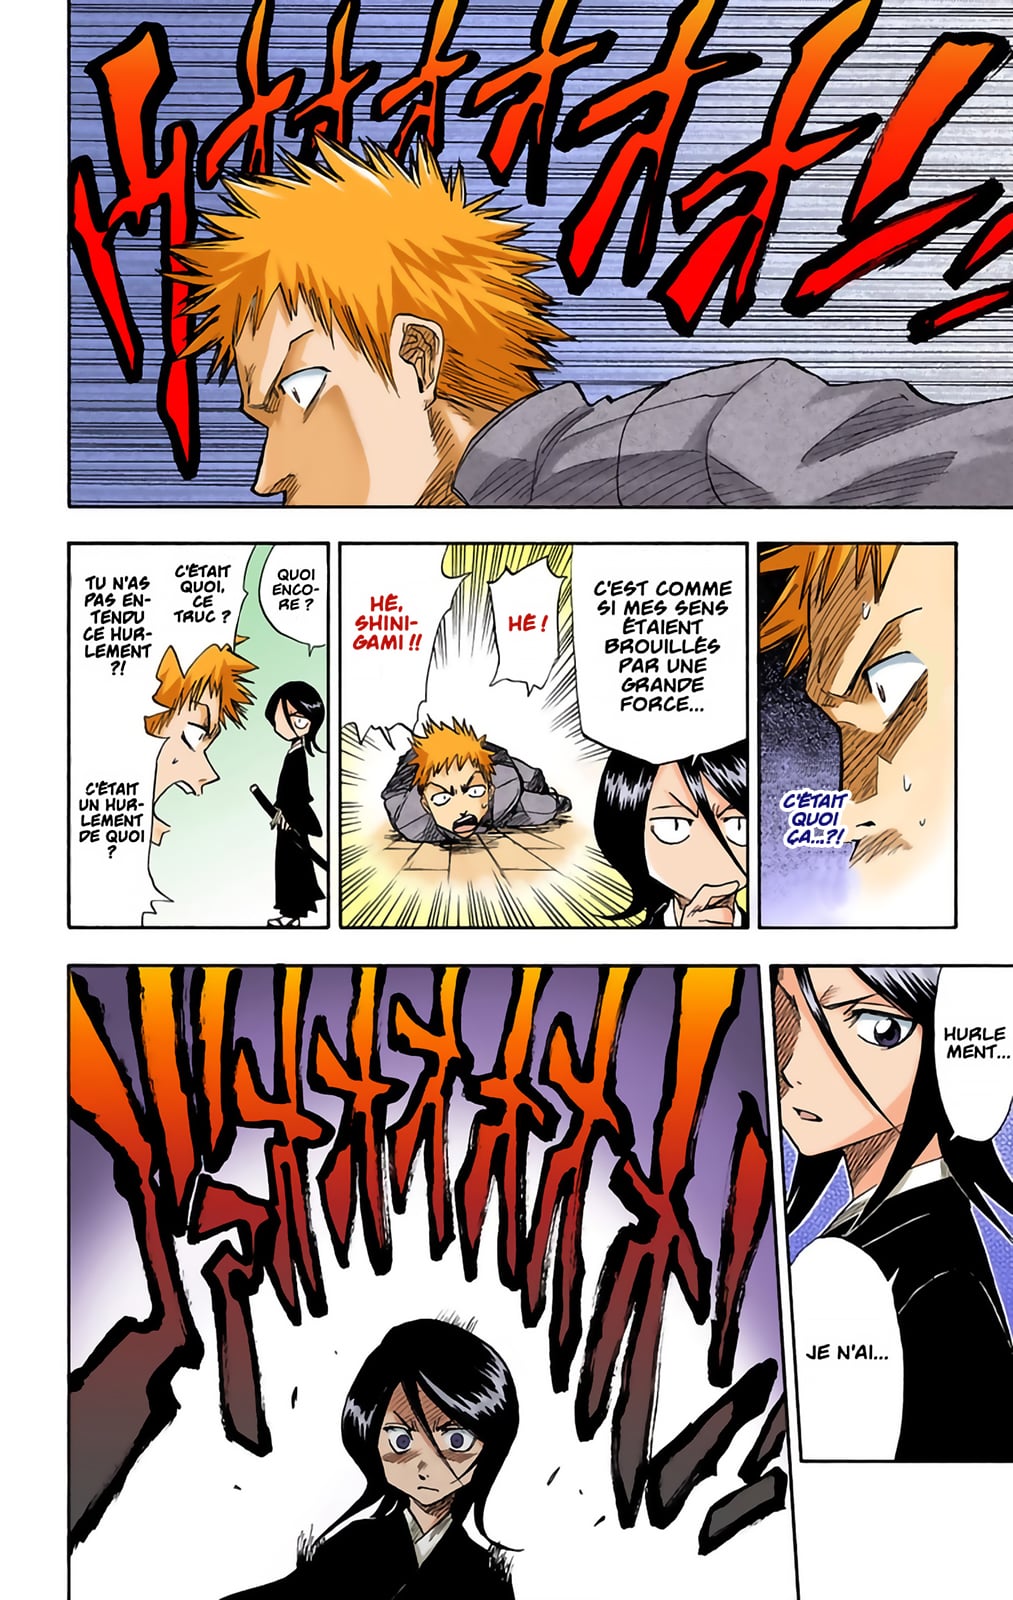 ウオオオオオオオ
C'ÉTAIT
QUOI
ÇA...?!
C'EST COMME
SI MES SENS
ÉTAIENT
BROUILLÉS
PAR UNE
GRANDE
FORCE...
HÉ !
HÉ,
SHINI-
GAMI !!
QUOI
ENCO-
RE ?
C'ÉTAIT
QUOI,
CE
TRUC ?
TU N'AS
PAS EN-
TENDU
CE HUR-
LEMENT
?!
C'ÉTAIT
UN HUR-
LEMENT
DE QUOI
?
HURLE
MENT...
JE N'AI...